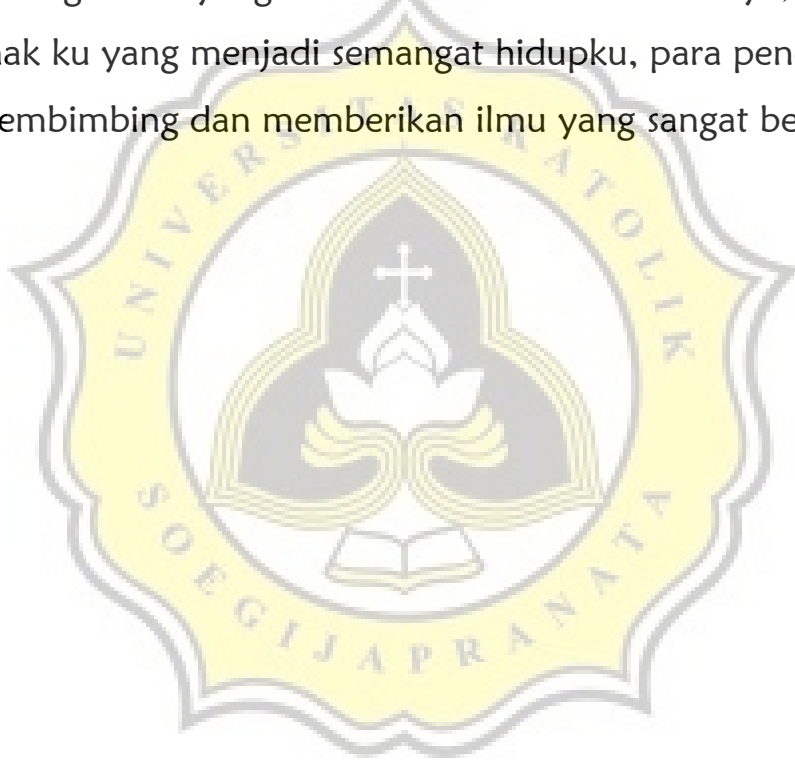 ak ku yang menjadi semangat hidupku, para pen
embimbing dan memberikan ilmu yang sangat be
UNIVERSITAS KATOLIK
SOEGIJAPRANATA